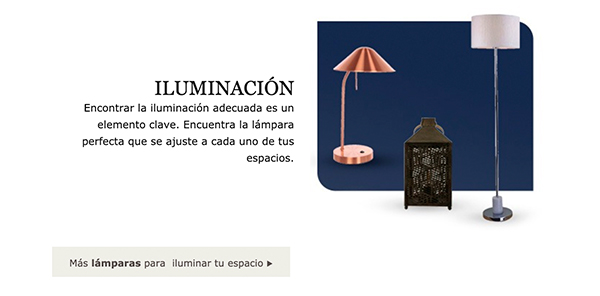 ILUMINACIÓN
Encontrar la iluminación adecuada es un
elemento clave. Encuentra la lámpara
perfecta que se ajuste a cada uno de tus
espacios.
Más lámparas para  iluminar tu espacio ▶